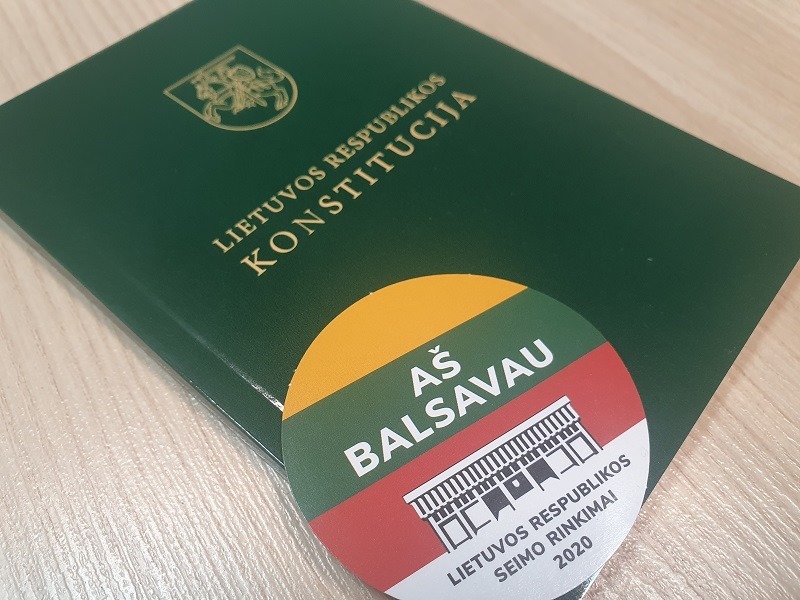 LIETUVOS RESPUBLIKOS
KONSTITUCIJA
AŠ
BALSAVAU
LIETUVOS RESPUBLIKOS
SEIMO RINKIMAI
2020